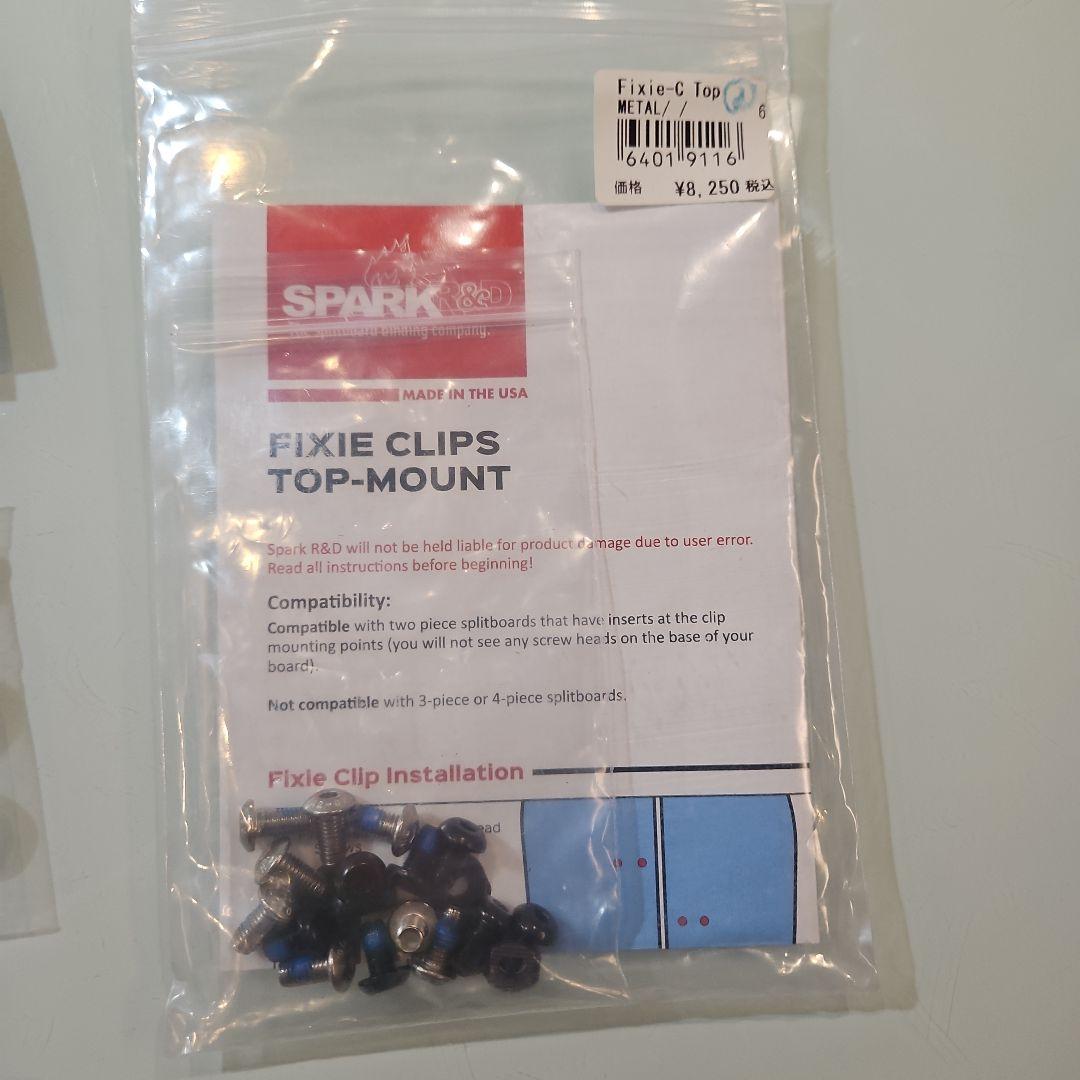 Fixie-C Top
METAL/ /
6
6401 9116
価格 ¥8,250 税込
SPARK R&D
The splitboard binding company.
MADE IN THE USA
FIXIE CLIPS
TOP-MOUNT
Spark R&D will not be held liable for product damage due to user error.
Read all instructions before beginning!
Compatibility:
Compatible with two piece splitboards that have inserts at the clip
mounting points (you will not see any screw heads on the base of your
board).
Not compatible with 3-piece or 4-piece splitboards.
Fixie Clip Installation